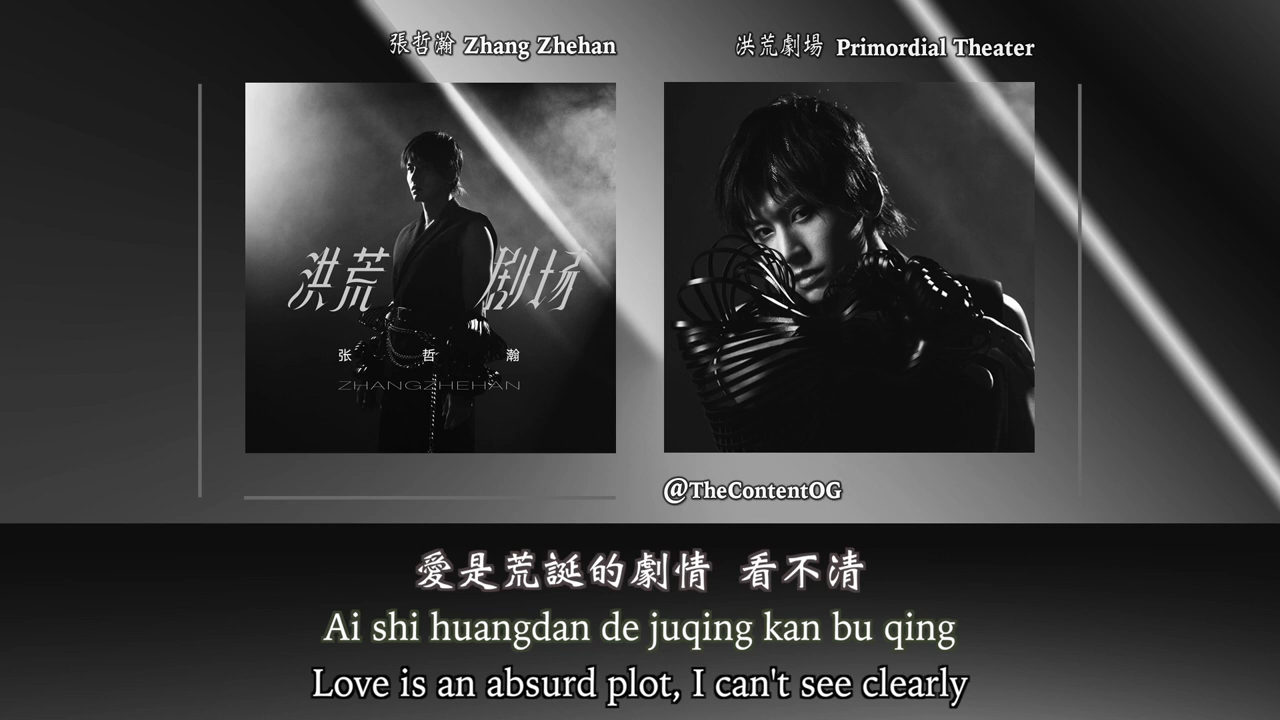 張哲瀚 Zhang Zhehan
洪荒劇場 Primordial Theater
洪荒剧场
张哲瀚
ZHANGZHEHAN
@TheContentOG
愛是荒誕的劇情 看不清
Ai shi huangdan de juqing kan bu qing
Love is an absurd plot, I can't see clearly